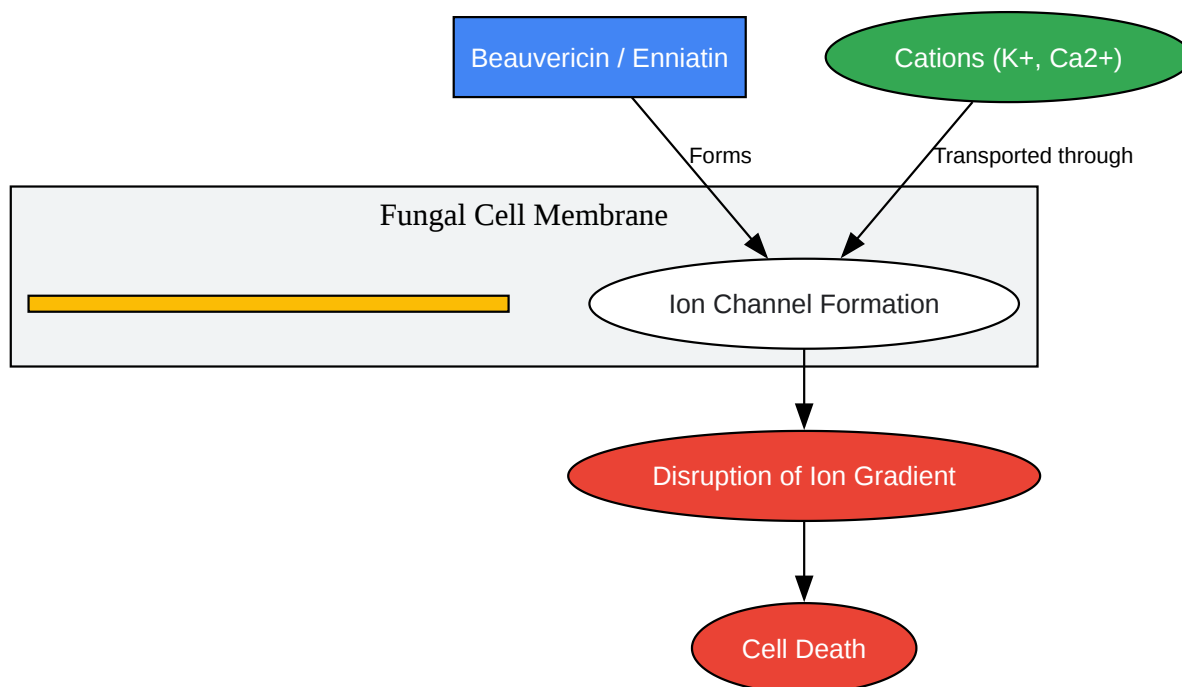 Beauvericin / Enniatin
Cations (K+, Ca2+)
Forms
Transported through
Fungal Cell Membrane
Ion Channel Formation
Disruption of Ion Gradient
Cell Death